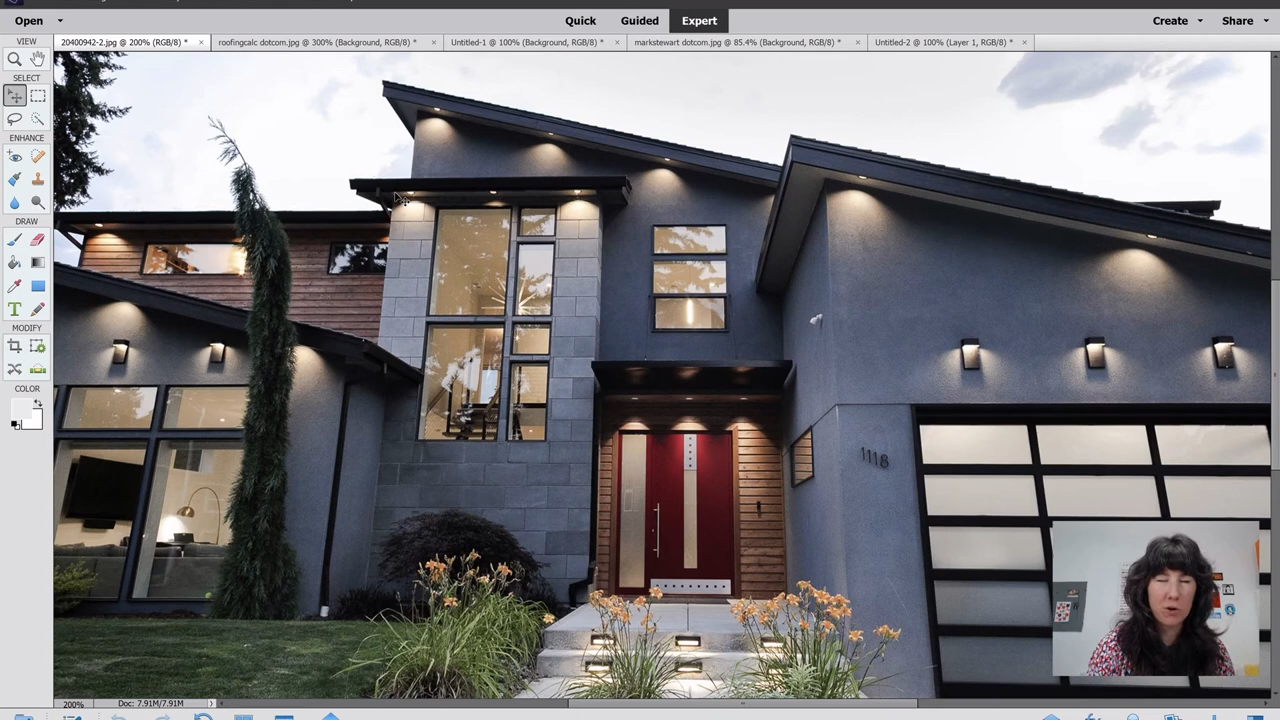 Open Quick Guided Expert Create Share
VIEW
20400942-2.jpg @ 200% (RGB/8) * × roofingcalc dotcom.jpg @ 300% (Background, RGB/8) * × Untitled-1 @ 100% (Background, RGB/8) * × markstewart dotcom.jpg @ 85.4% (Background, RGB/8) * × Untitled-2 @ 100% (Layer 1, RGB/8) * ×
SELECT
ENHANCE
DRAW
T
MODIFY
COLOR
1118
200% Doc: 7.91M/7.91M